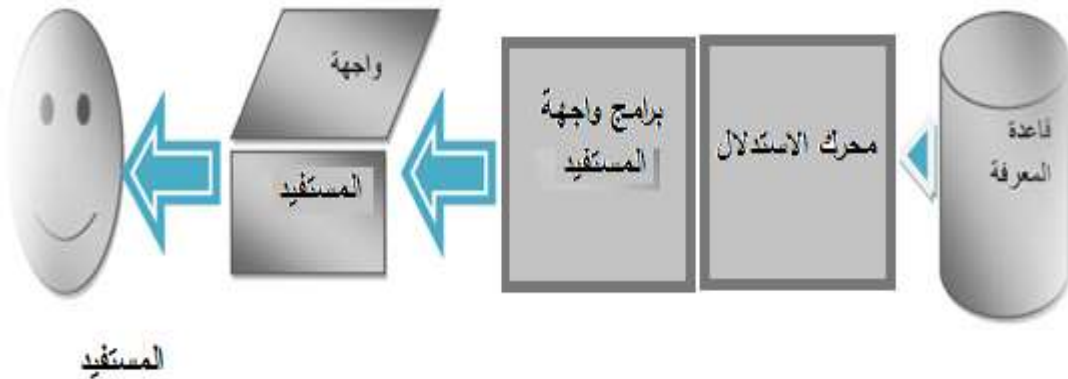 قاعدة
المعرفة
محرك الاستدلال
برامج واجهة
المستفيد
واجهة
المستفيد
المستفيد